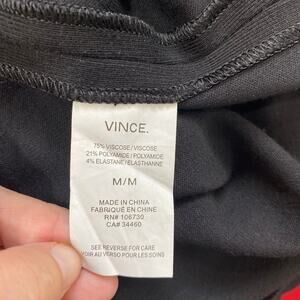 VINCE.
75% VISCOSE/VISCOSE
21% POLYAMIDE/POLYAMIDE
4% ELASTANE/ELASTHANNE
M/M
MADE IN CHINA
FABRIQUÉ EN CHINE
RN# 106730
CA# 34460
SEE REVERSE FOR CARE
VOIR AU VERSO POUR LES SOINS